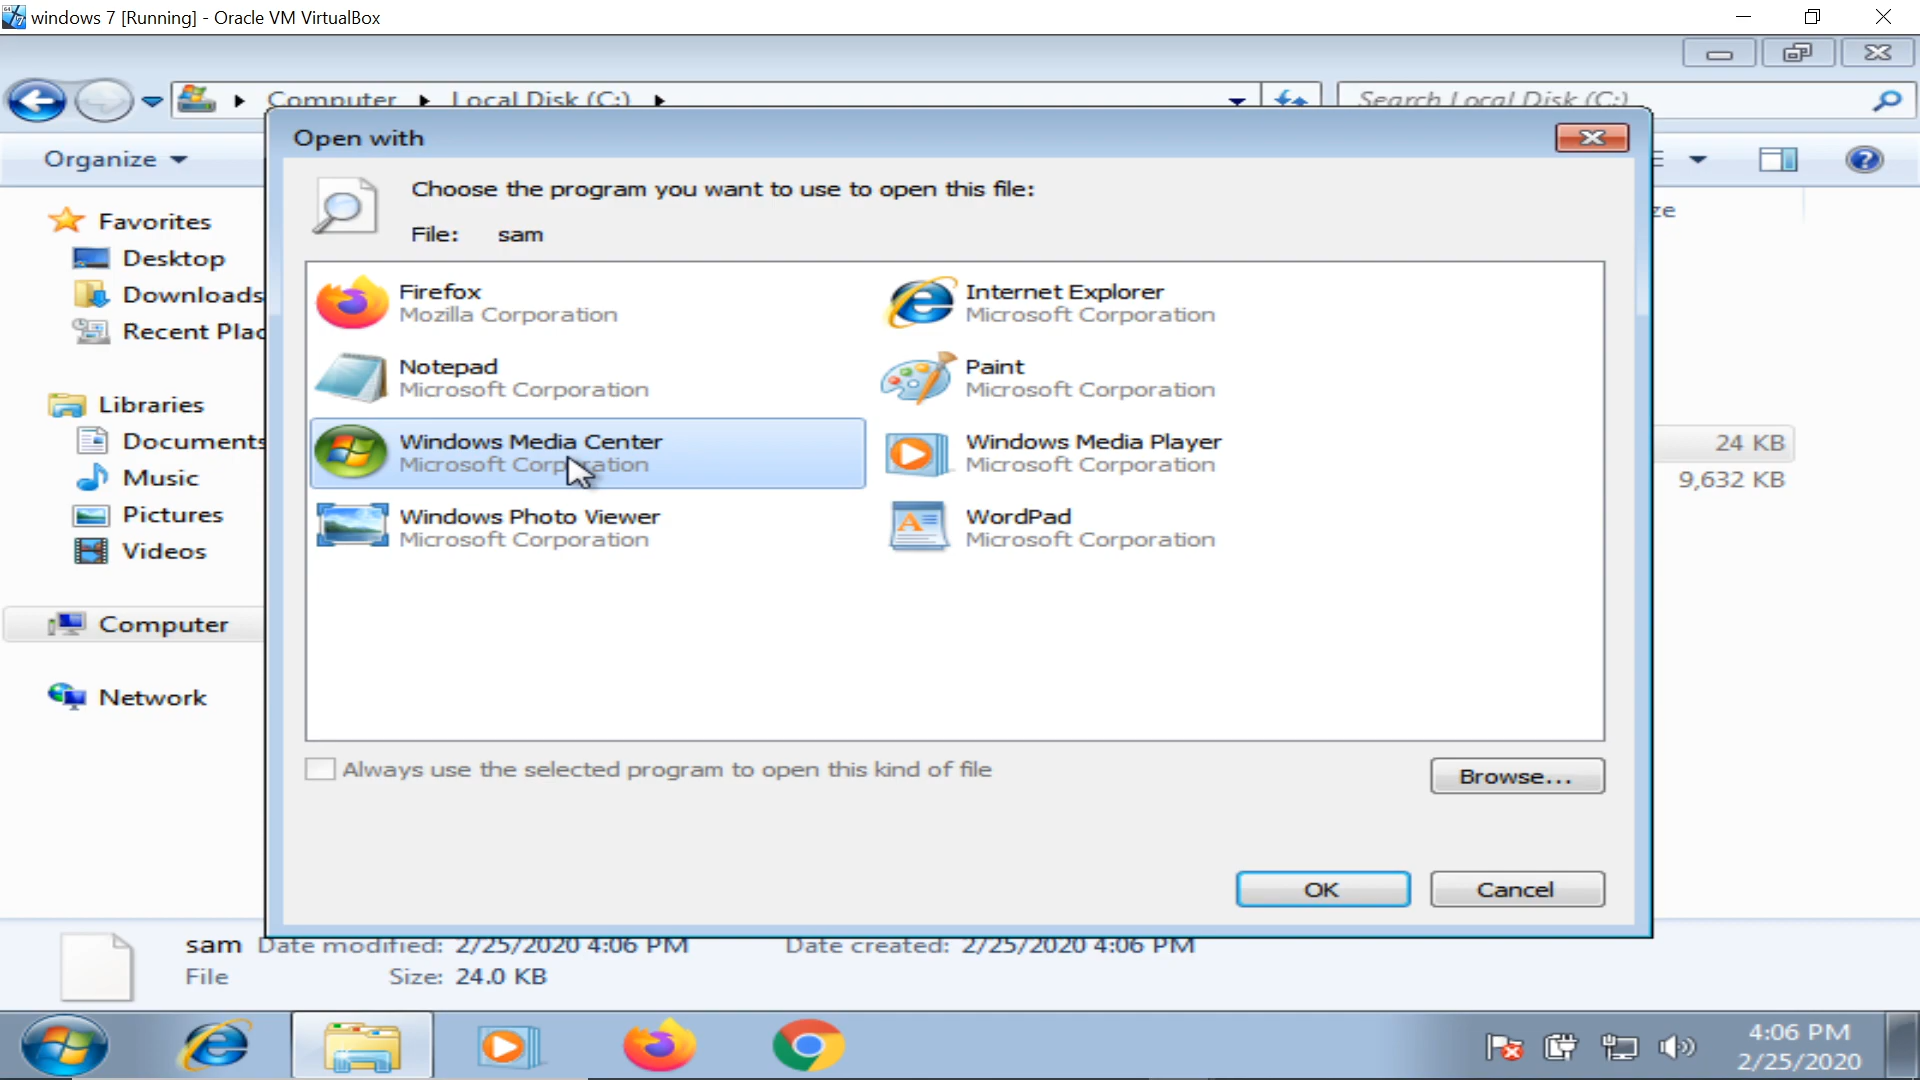 windows 7 [Running] - Oracle VM VirtualBox
Computer Local Disk (C:) Search Local Disk (C:)
Open with
Organize
Choose the program you want to use to open this file:
File: sam
Favorites
Desktop
Downloads
Recent Plac
Libraries
Documents
Music
Pictures
Videos
Computer
Network
Firefox
Mozilla Corporation
Internet Explorer
Microsoft Corporation
Notepad
Microsoft Corporation
Paint
Microsoft Corporation
Windows Media Center
Microsoft Corporation
Windows Media Player
Microsoft Corporation
Windows Photo Viewer
Microsoft Corporation
WordPad
Microsoft Corporation
ze
24 KB
9,632 KB
Always use the selected program to open this kind of file
Browse...
OK
Cancel
sam Date modified: 2/25/2020 4:06 PM Date created: 2/25/2020 4:06 PM
File Size: 24.0 KB
4:06 PM
2/25/2020